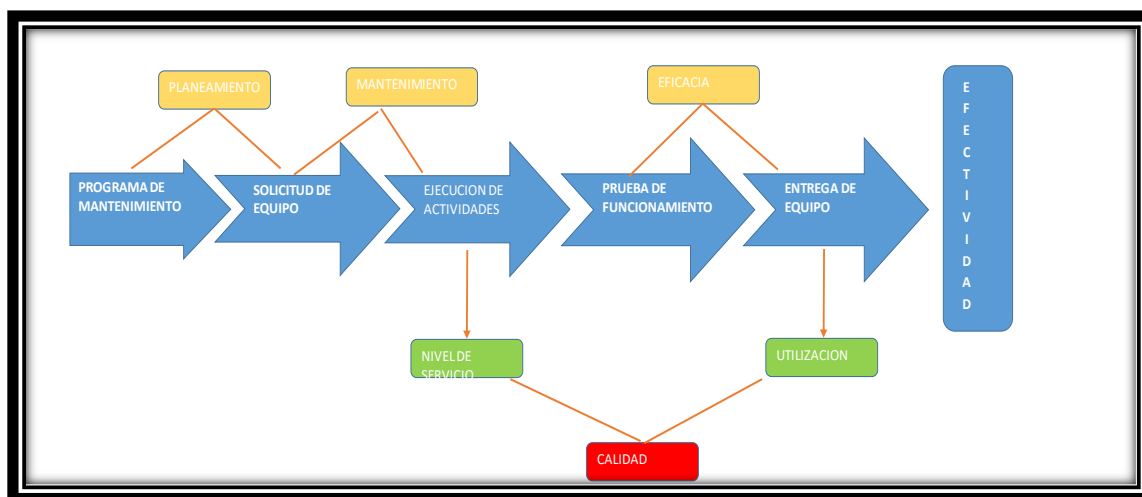 PLANEAMIENTO
MANTENIMIENTO
EFICACIA
PROGRAMA DE
MANTENIMIENTO
SOLICITUD DE
EQUIPO
EJECUCION DE
ACTIVIDADES
PRUEBA DE
FUNCIONAMIENTO
ENTREGA DE
EQUIPO
E
F
E
C
T
I
V
I
D
A
D
NIVEL DE
SERVICIO
UTILIZACION
CALIDAD